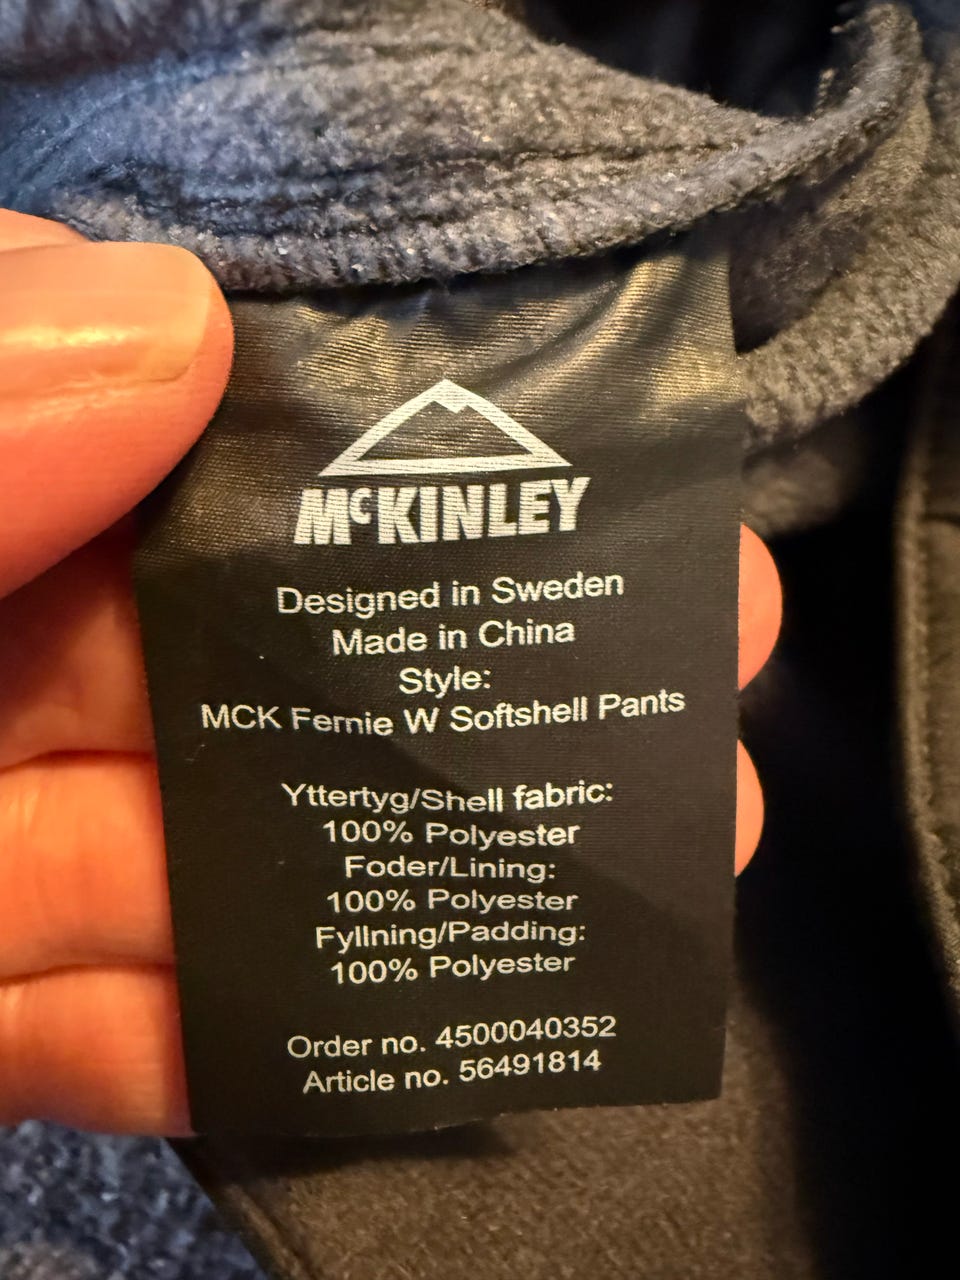 McKINLEY
Designed in Sweden
Made in China
Style:
MCK Fernie W Softshell Pants
Yttertyg/Shell fabric:
100% Polyester
Foder/Lining:
100% Polyester
Fyllning/Padding:
100% Polyester
Order no. 4500040352
Article no. 56491814